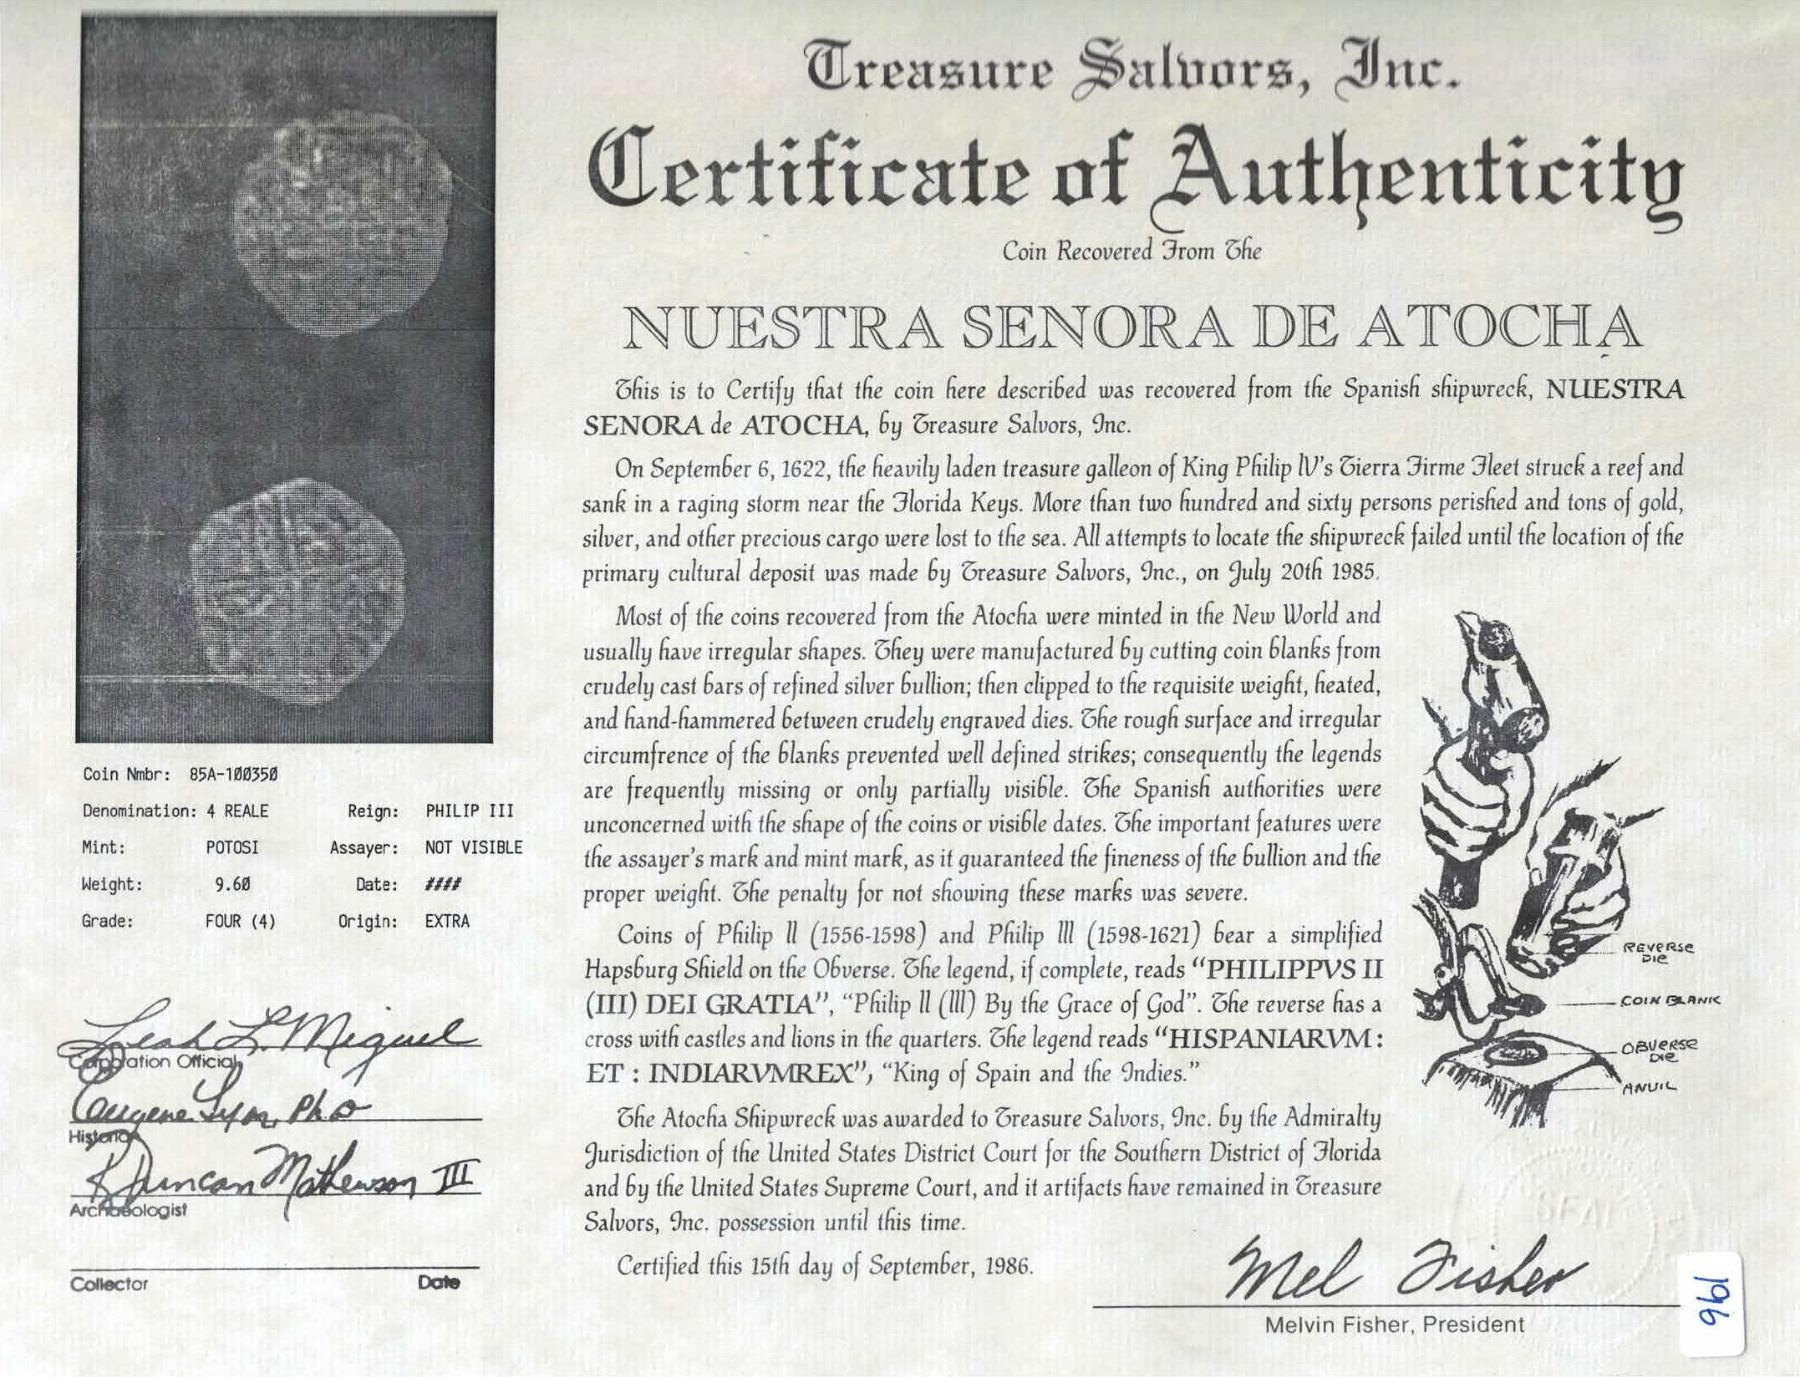 Treasure Salvors, Inc.
Certificate of Authenticity
Coin Recovered From The
NUESTRA SENORA DE ATOCHA
This is to Certify that the coin here described was recovered from the Spanish shipwreck, NUESTRA
SENORA de ATOCHA, by Treasure Salvors, Inc.
On September 6, 1622, the heavily laden treasure galleon of King Philip IV's Tierra Firme Fleet struck a reef and
sank in a raging storm near the Florida Keys. More than two hundred and sixty persons perished and tons of gold,
silver, and other precious cargo were lost to the sea. All attempts to locate the shipwreck failed until the location of the
primary cultural deposit was made by Treasure Salvors, Inc., on July 20th 1985.
Most of the coins recovered from the Atocha were minted in the New World and
usually have irregular shapes. They were manufactured by cutting coin blanks from
crudely cast bars of refined silver bullion; then clipped to the requisite weight, heated,
and hand-hammered between crudely engraved dies. The rough surface and irregular
circumfrence of the blanks prevented well defined strikes; consequently the legends
are frequently missing or only partially visible. The Spanish authorities were
unconcerned with the shape of the coins or visible dates. The important features were
the assayer's mark and mint mark, as it guaranteed the fineness of the bullion and the
proper weight. The penalty for not showing these marks was severe.
Coins of Philip II (1556-1598) and Philip III (1598-1621) bear a simplified
Hapsburg Shield on the Obverse. The legend, if complete, reads "PHILIPPVS II
(III) DEI GRATIA", "Philip II (III) By the Grace of God". The reverse has a
cross with castles and lions in the quarters. The legend reads "HISPANIARVM:
ET : INDIARVMREX", "King of Spain and the Indies."
The Atocha Shipwreck was awarded to Treasure Salvors, Inc. by the Admiralty
Jurisdiction of the United States District Court for the Southern District of Florida
and by the United States Supreme Court, and it artifacts have remained in Treasure
Salvors, Inc. possession until this time.
Certified this 15th day of September, 1986.
REVERSE
DIE
COIN BLANK
OBVERSE
DIE
ANVIL
Coin Nmbr: 85A-100350
Denomination: 4 REALE Reign: PHILIP III
Mint: POTOSI Assayer: NOT VISIBLE
Weight: 9.60 Date: ####
Grade: FOUR (4) Origin: EXTRA
Leah L. Miguel
Corporation Official
Eugene Lyon, Ph.D
Historian
R Duncan Mathewson III
Archaeologist
Collector Date
Mel Fisher
Melvin Fisher, President
SEAL
196